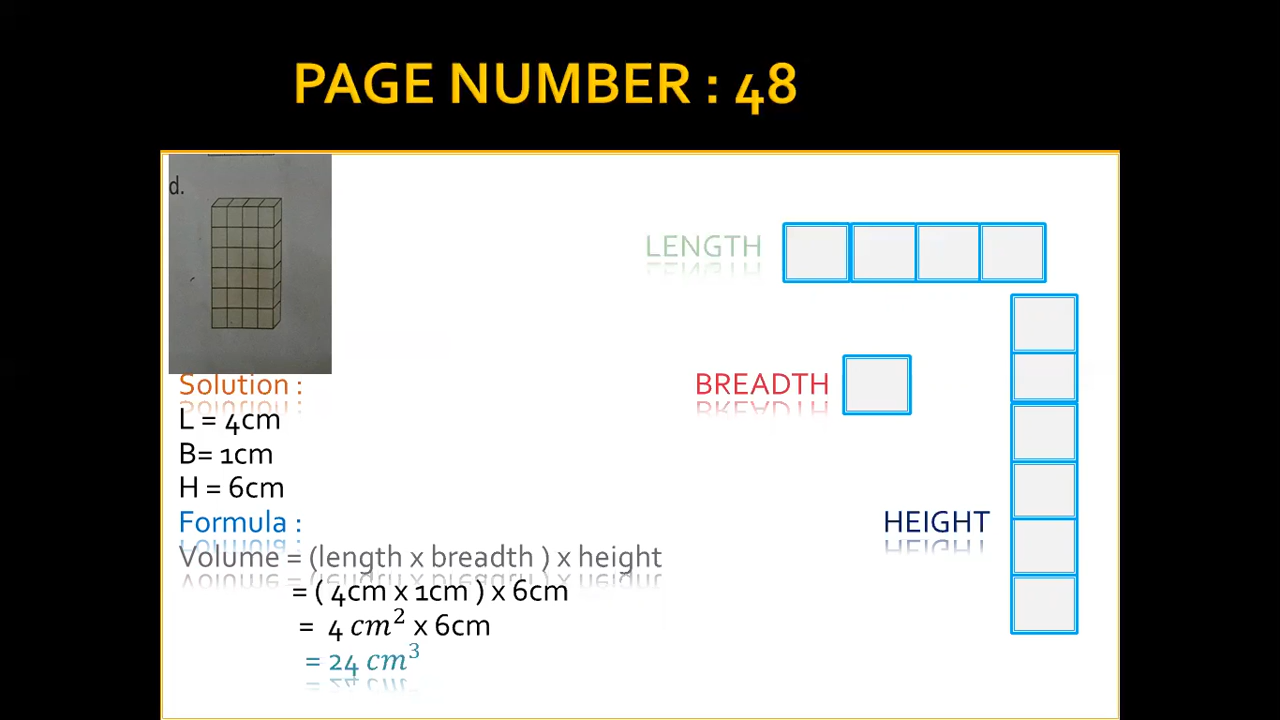 PAGE NUMBER : 48
d.
LENGTH
BREADTH
HEIGHT
Solution :
L = 4cm
B= 1cm
H = 6cm
Formula :
Volume = (length x breadth ) x height
= ( 4cm x 1cm ) x 6cm
= 4 cm² x 6cm
= 24 cm³